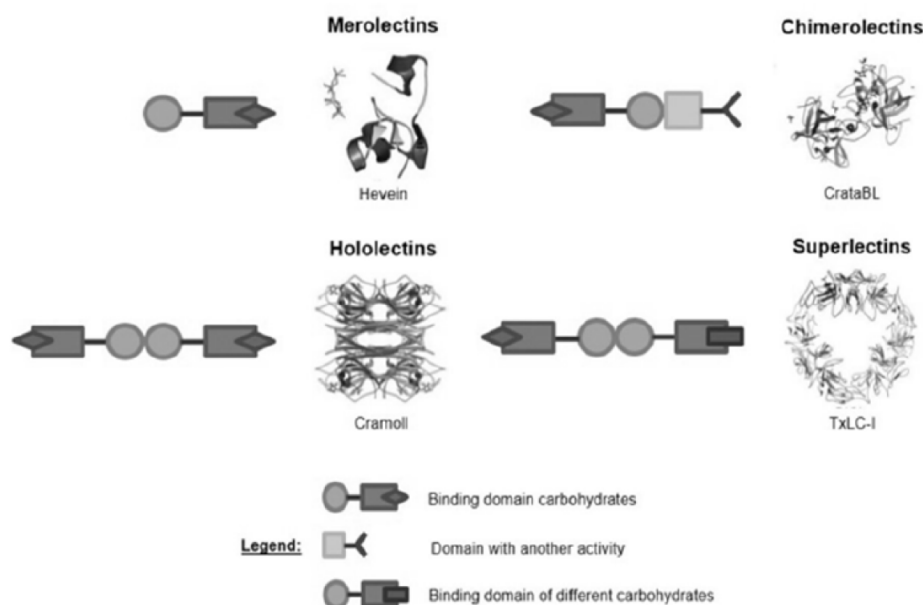 Merolectins
Chimerolectins
Hevein
CrataBL
Hololectins
Superlectins
Cramoll
TxLC-I
Binding domain carbohydrates
Legend:
Domain with another activity
Binding domain of different carbohydrates